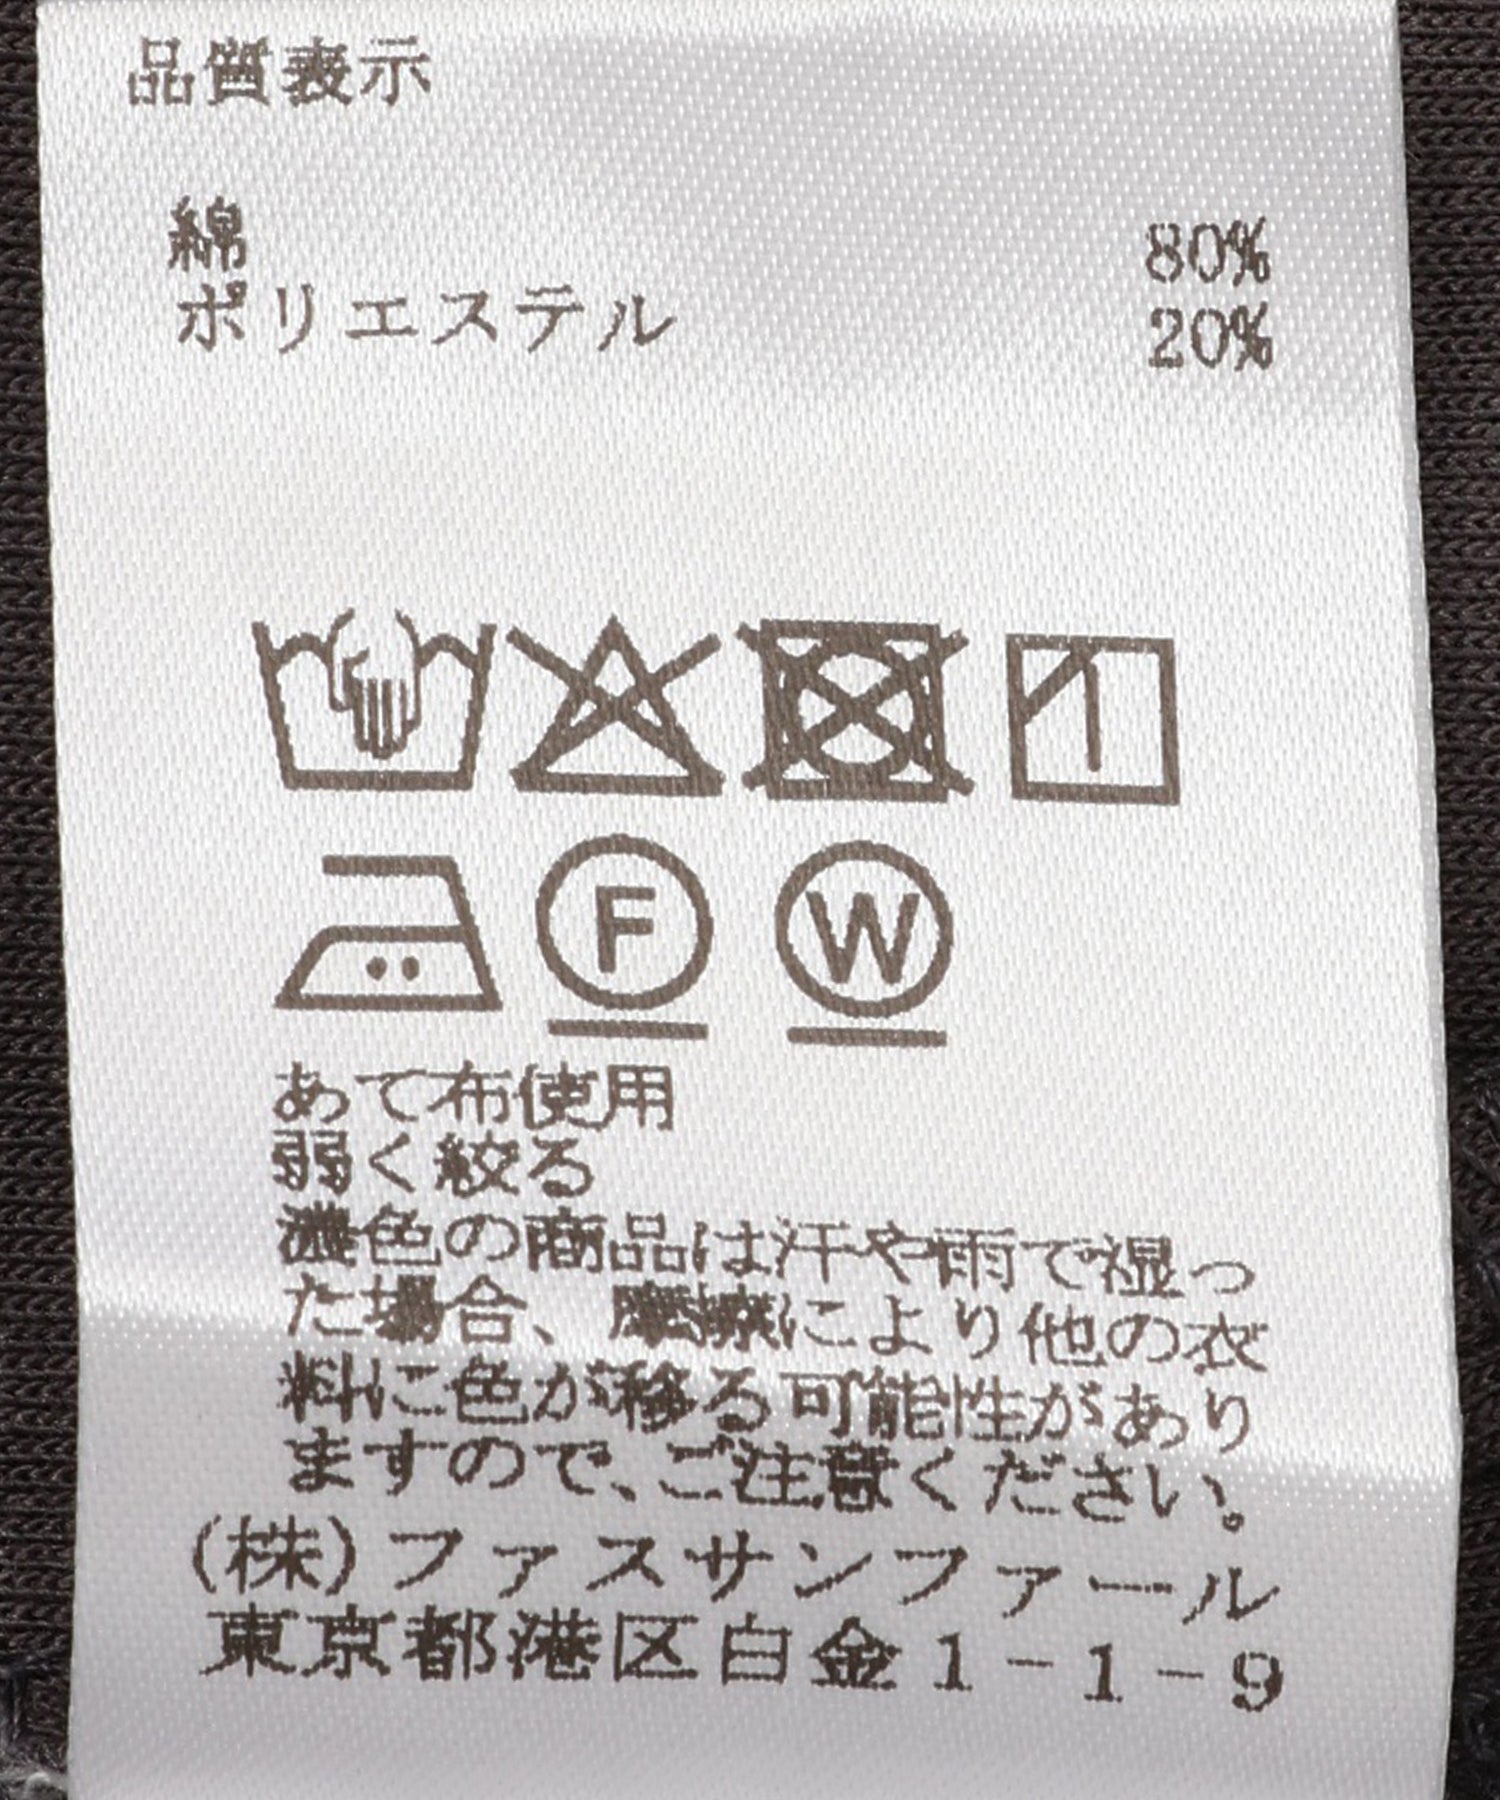 品質表示
綿 80%
ポリエステル 20%
F W
あて布使用
弱く絞る
濃色の商品は汗や雨で湿っ
た場合、摩擦により他の衣
料に色が移る可能性があり
ますので、ご注意ください。
(株)ファスサンファール
東京都港区白金1-1-9